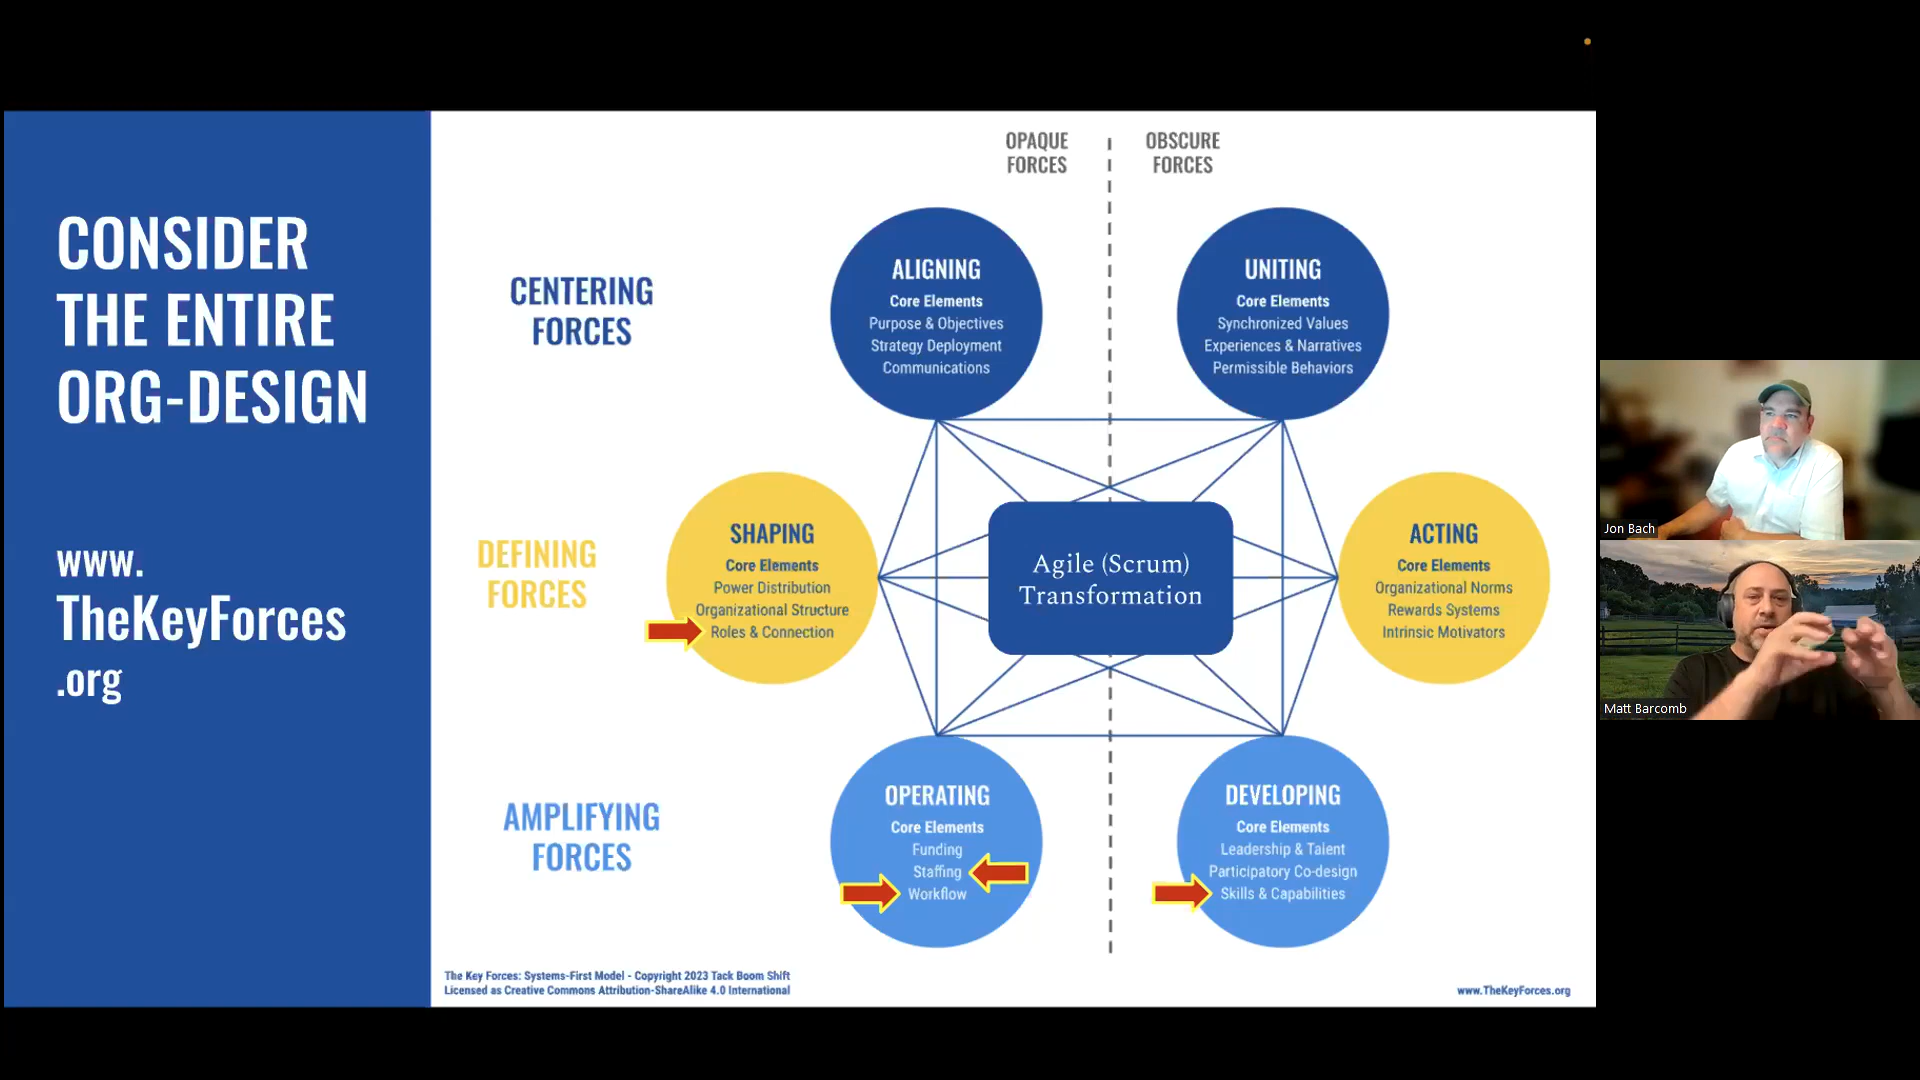 CONSIDER
THE ENTIRE
ORG-DESIGN
www.
TheKeyForces
.org
OPAQUE
FORCES
OBSCURE
FORCES
CENTERING
FORCES
ALIGNING
Core Elements
Purpose & Objectives
Strategy Deployment
Communications
UNITING
Core Elements
Synchronized Values
Experiences & Narratives
Permissible Behaviors
DEFINING
FORCES
SHAPING
Core Elements
Power Distribution
Organizational Structure
Roles & Connection
Agile (Scrum)
Transformation
ACTING
Core Elements
Organizational Norms
Rewards Systems
Intrinsic Motivators
AMPLIFYING
FORCES
OPERATING
Core Elements
Funding
Staffing
Workflow
DEVELOPING
Core Elements
Leadership & Talent
Participatory Co-design
Skills & Capabilities
The Key Forces: Systems-First Model - Copyright 2023 Tack Boom Shift
Licensed as Creative Commons Attribution-ShareAlike 4.0 International
www.TheKeyForces.org
Jon Bach
Matt Barcomb